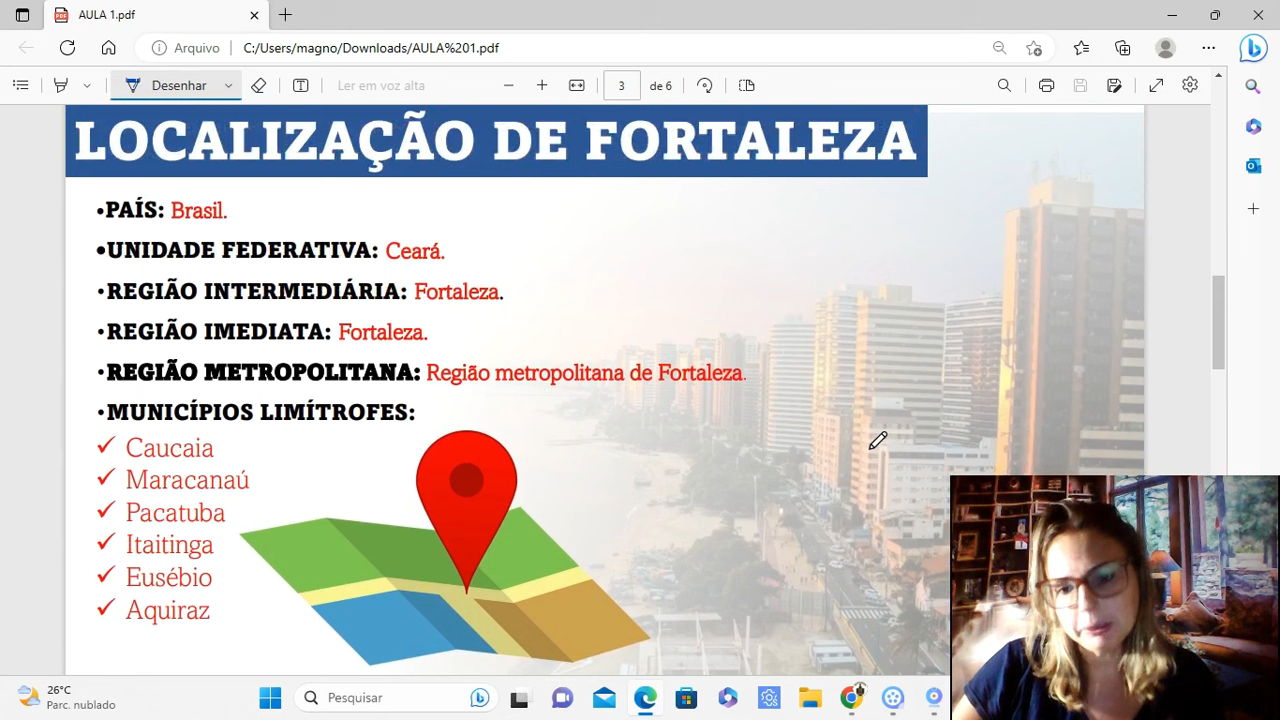 AULA 1.pdf
Arquivo
C:/Users/magno/Downloads/AULA%201.pdf
Desenhar
Ler em voz alta
3
de 6
LOCALIZAÇÃO DE FORTALEZA
•PAÍS: Brasil.
•UNIDADE FEDERATIVA: Ceará.
•REGIÃO INTERMEDIÁRIA: Fortaleza.
•REGIÃO IMEDIATA: Fortaleza.
•REGIÃO METROPOLITANA: Região metropolitana de Fortaleza.
•MUNICÍPIOS LIMÍTROFES:
✓ Caucaia
✓ Maracanaú
✓ Pacatuba
✓ Itaitinga
✓ Eusébio
✓ Aquiraz
26°C
Parc. nublado
Pesquisar